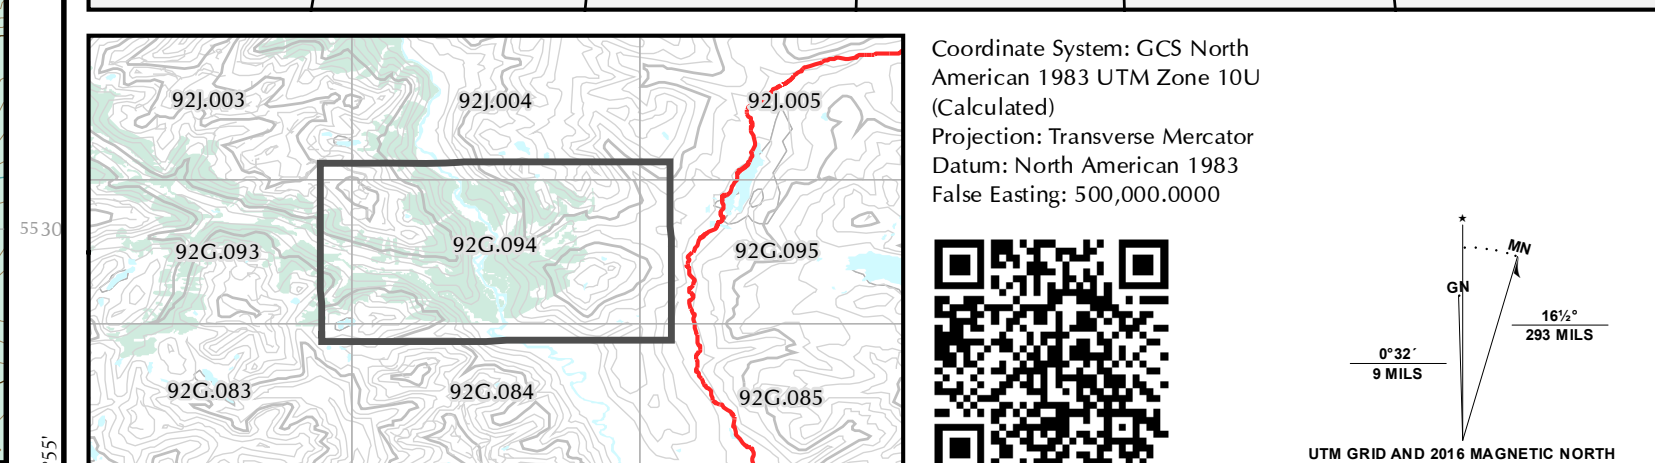 92J.003
92J.004
92J.005
5530
92G.093
92G.094
92G.095
92G.083
92G.084
92G.085
55'
Coordinate System: GCS North
American 1983 UTM Zone 10U
(Calculated)
Projection: Transverse Mercator
Datum: North American 1983
False Easting: 500,000.0000
MN
GN
16½°
293 MILS
0°32´
9 MILS
UTM GRID AND 2016 MAGNETIC NORTH